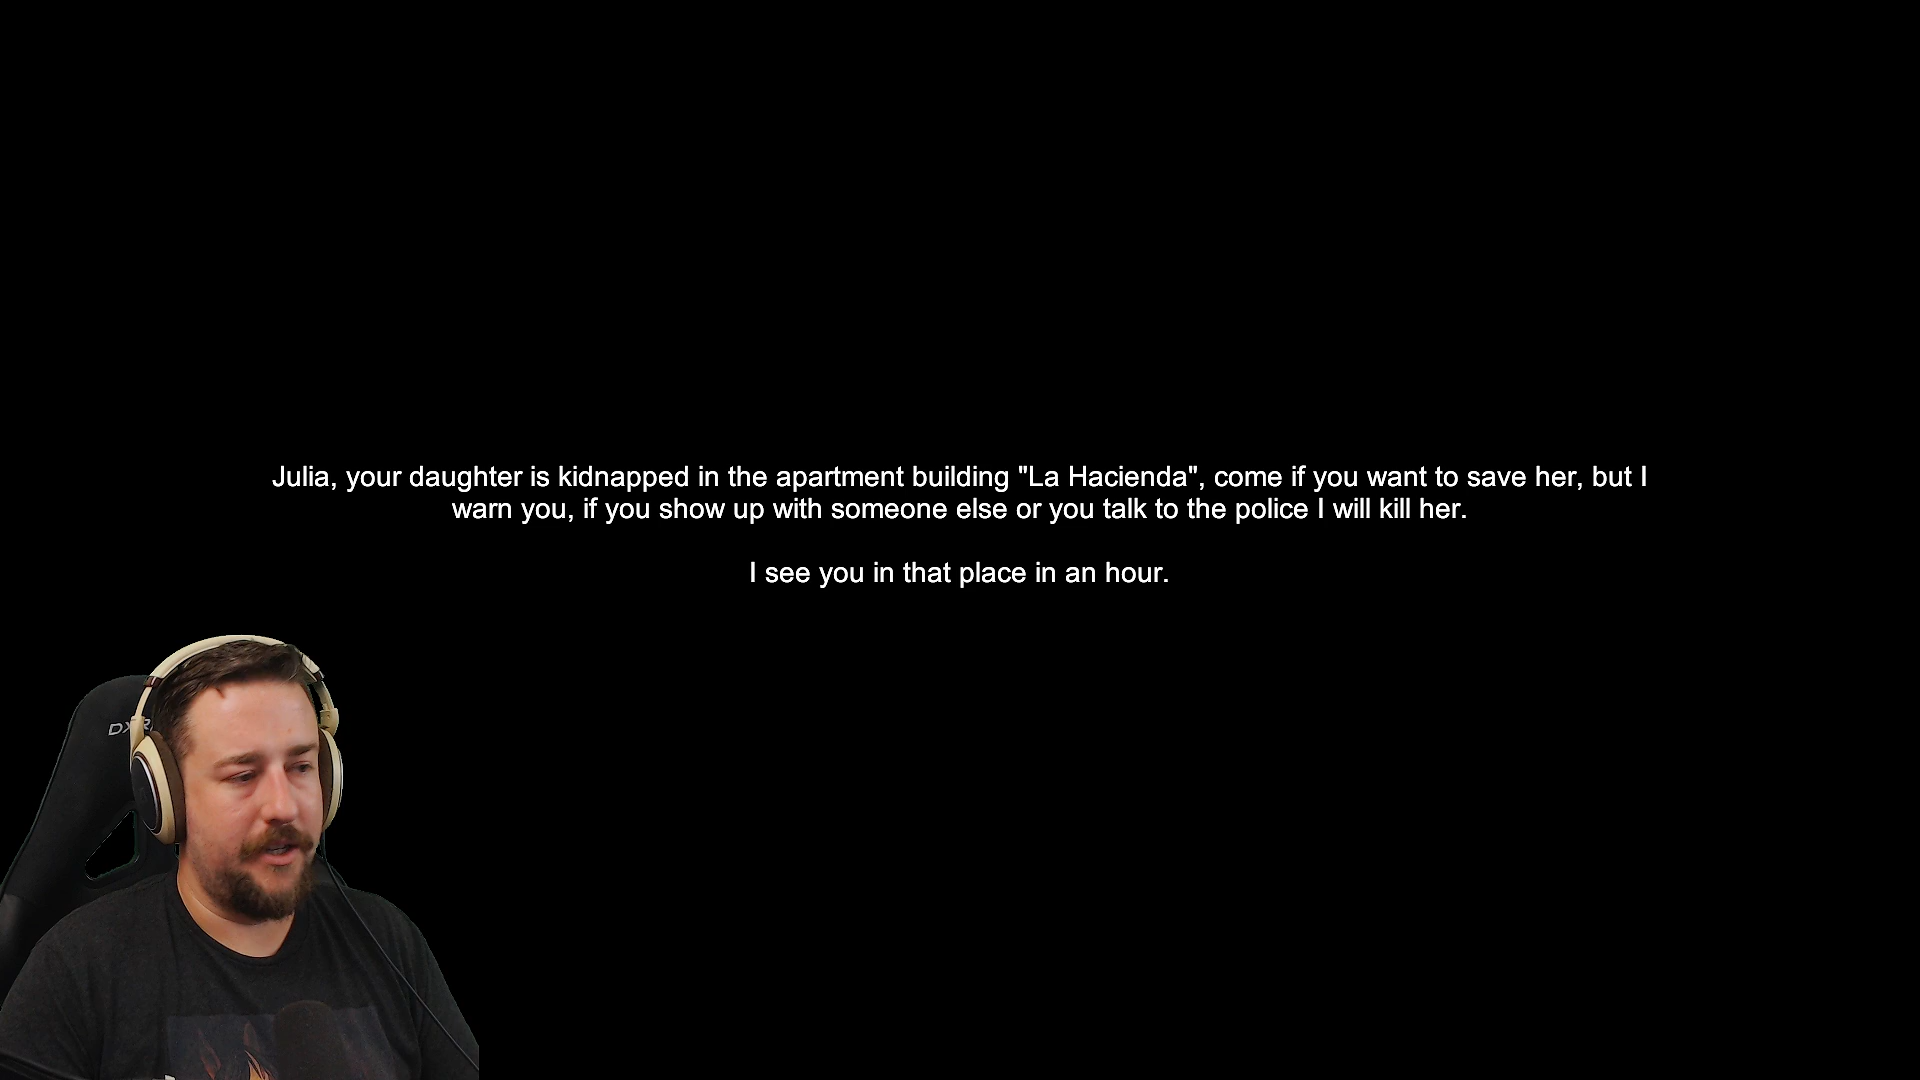 Julia, your daughter is kidnapped in the apartment building "La Hacienda", come if you want to save her, but I
warn you, if you show up with someone else or you talk to the police I will kill her.
I see you in that place in an hour.